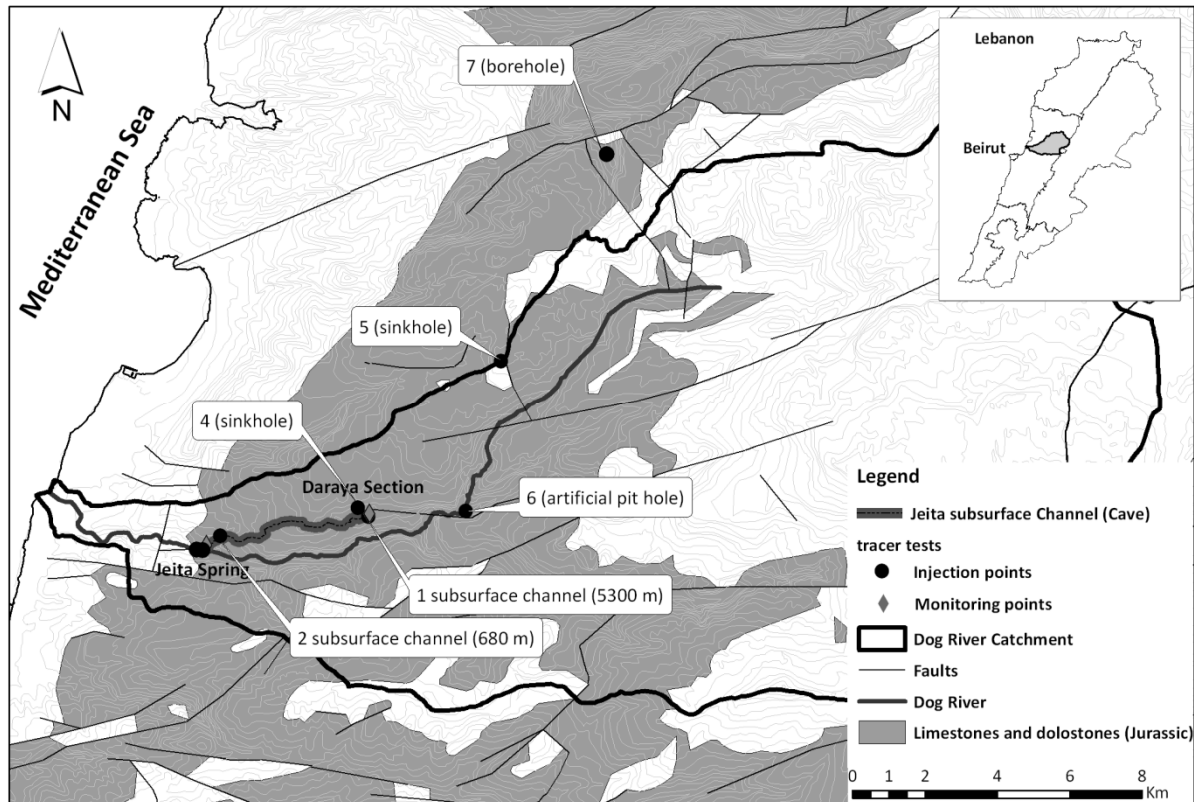 Lebanon
Beirut
N
7 (borehole)
Mediterranean Sea
5 (sinkhole)
4 (sinkhole)
Daraya Section
6 (artificial pit hole)
Jeita Spring
1 subsurface channel (5300 m)
2 subsurface channel (680 m)
Legend
Jeita subsurface Channel (Cave)
tracer tests
Injection points
Monitoring points
Dog River Catchment
Faults
Dog River
Limestones and dolostones (Jurassic)
0 1 2 4 6 8
Km